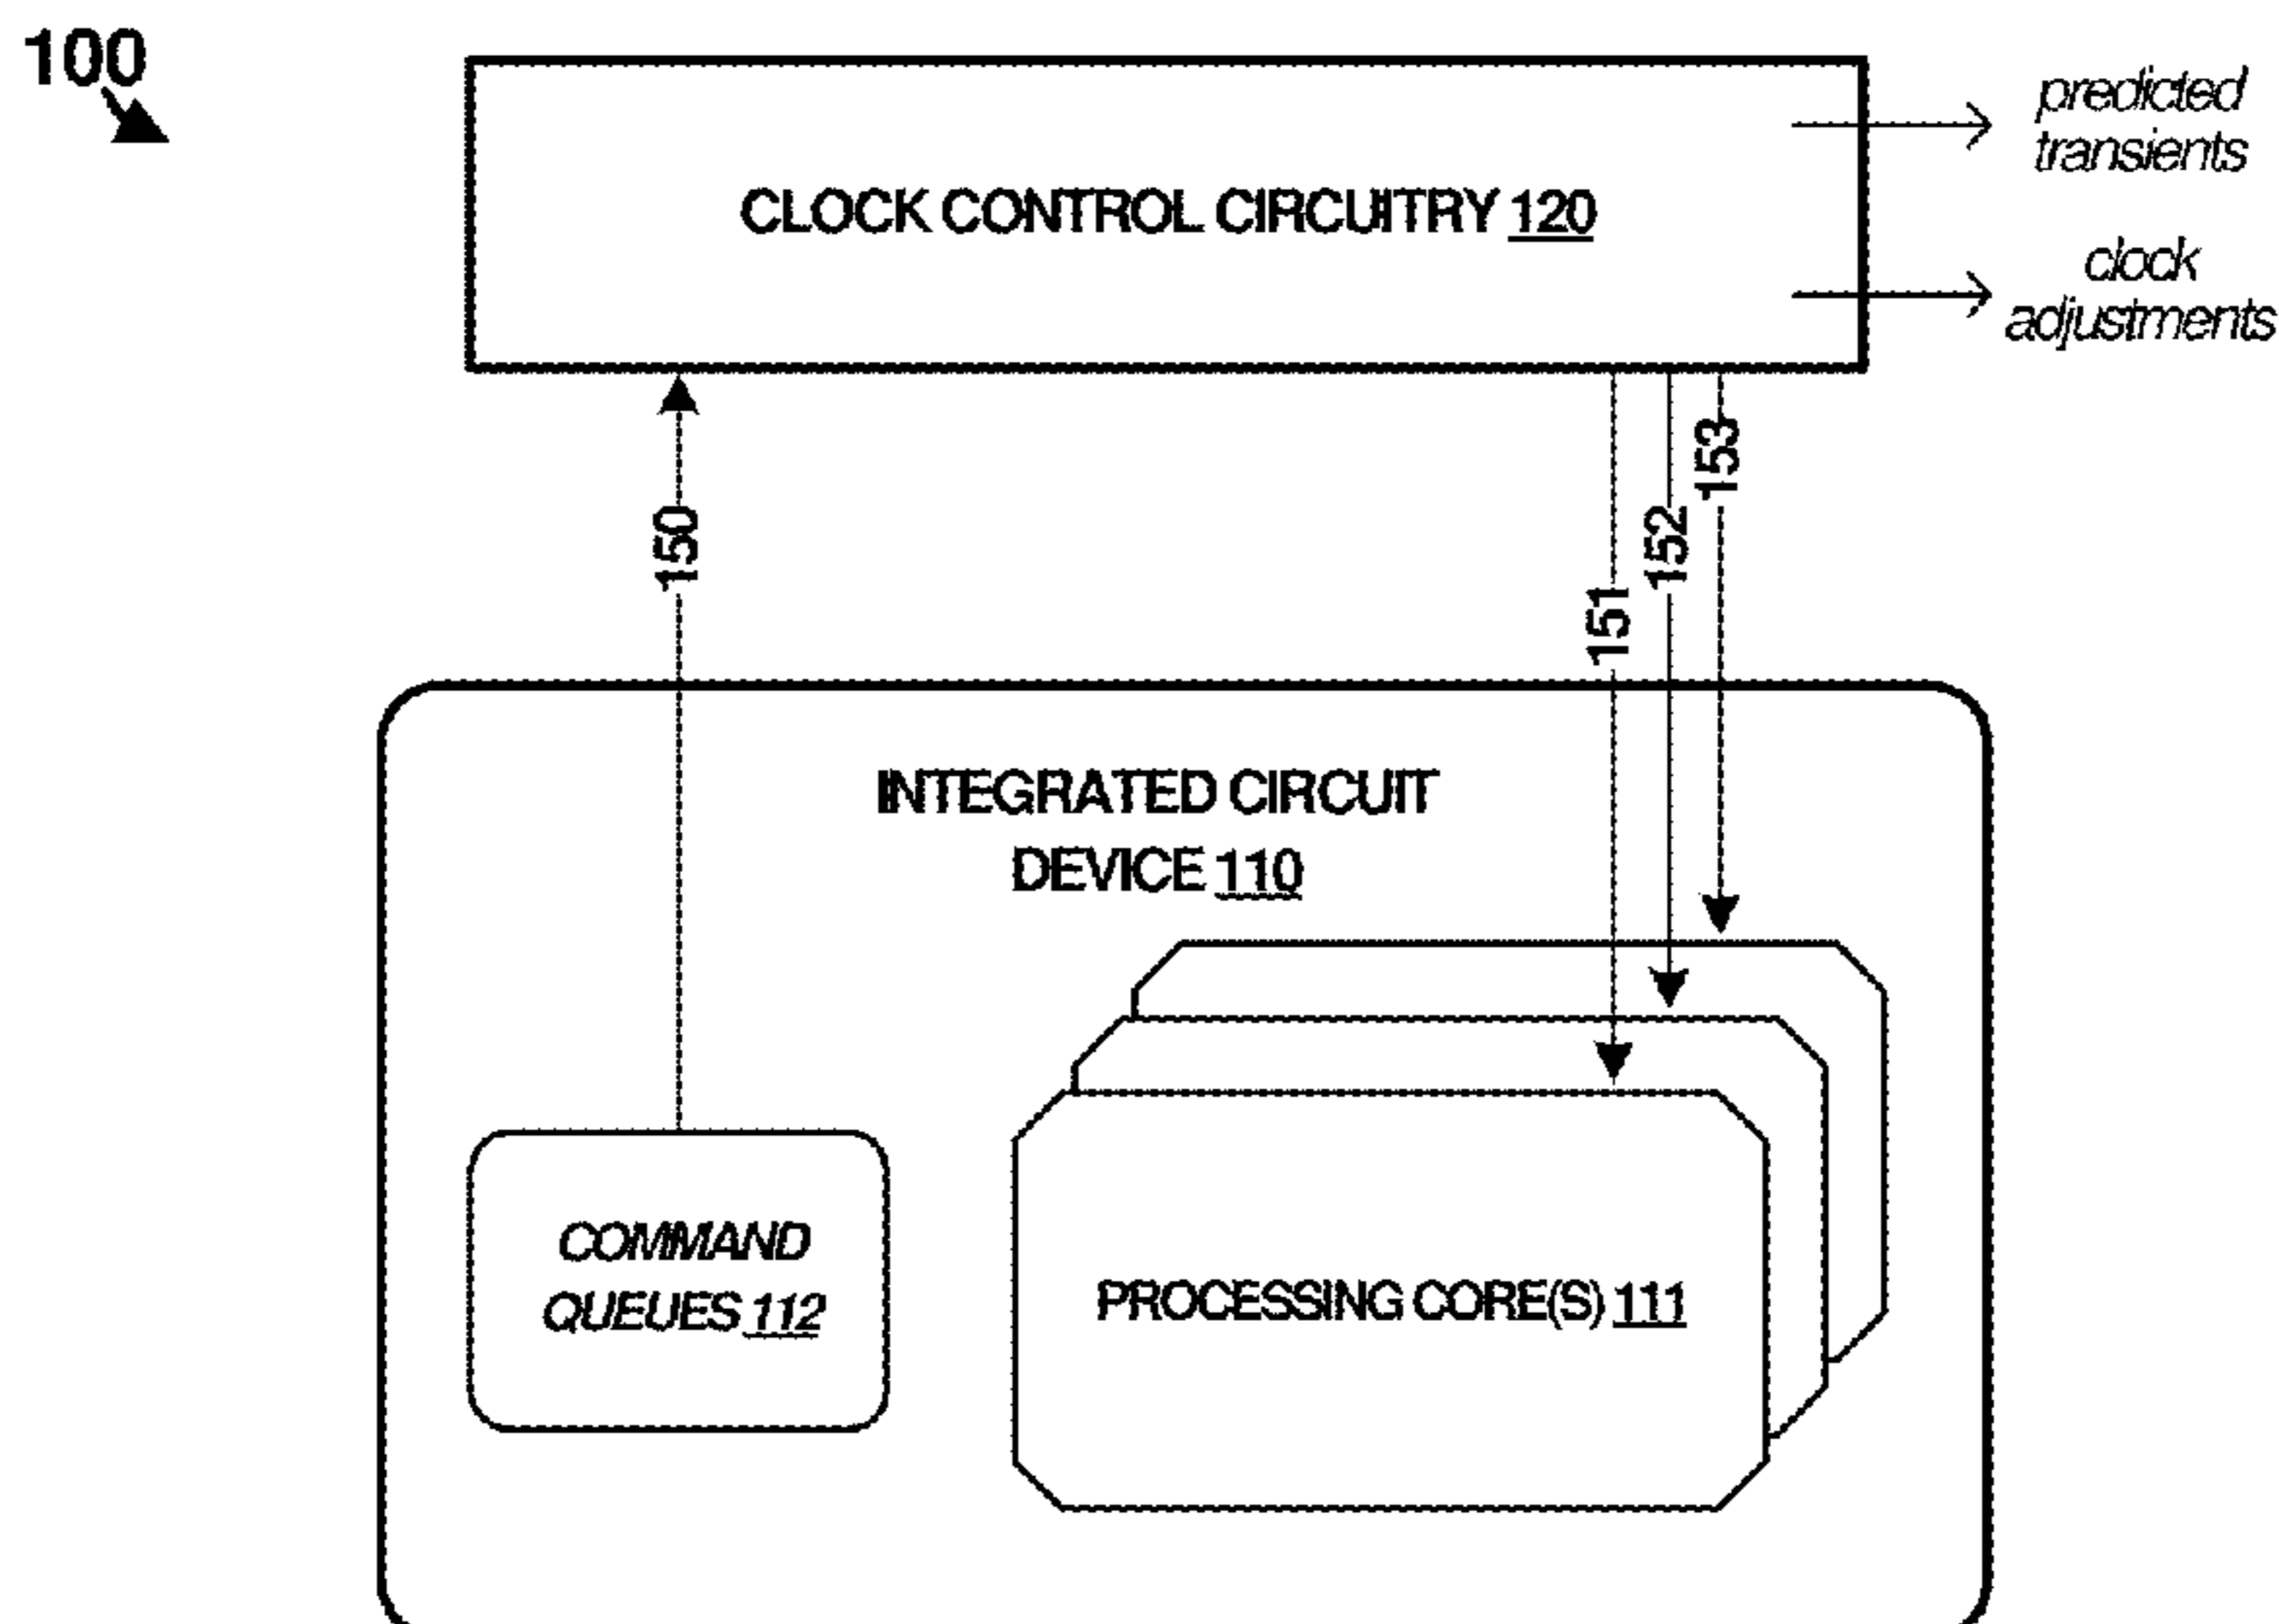 100
predicted
transients
CLOCK CONTROL CIRCUITRY 120
clock
adjustments
150
151
152
153
INTEGRATED CIRCUIT
DEVICE 110
COMMAND
QUEUES 112
PROCESSING CORE(S) 111